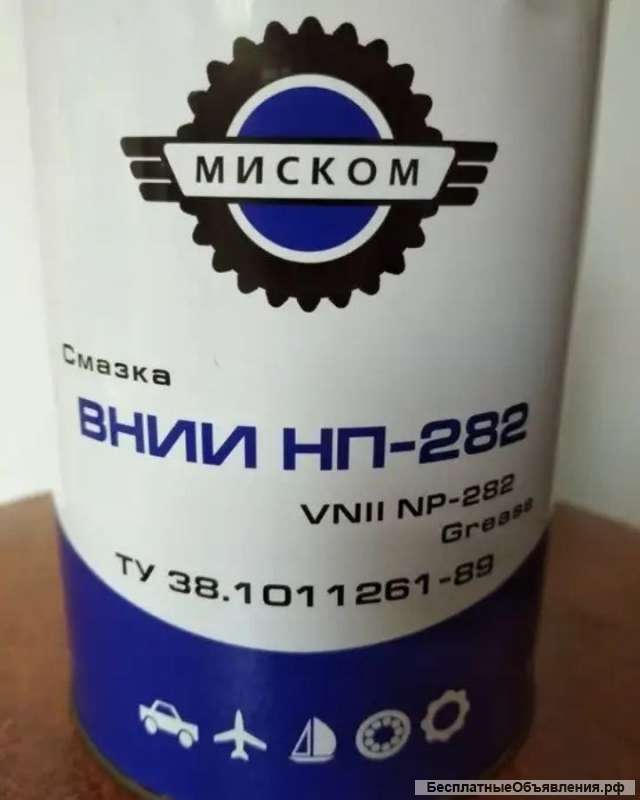 МИСКОМ
Смазка
ВНИИ НП-282
VNII NP-282
Grease
ТУ 38.1011261-89
БесплатныеОбъявления.рф